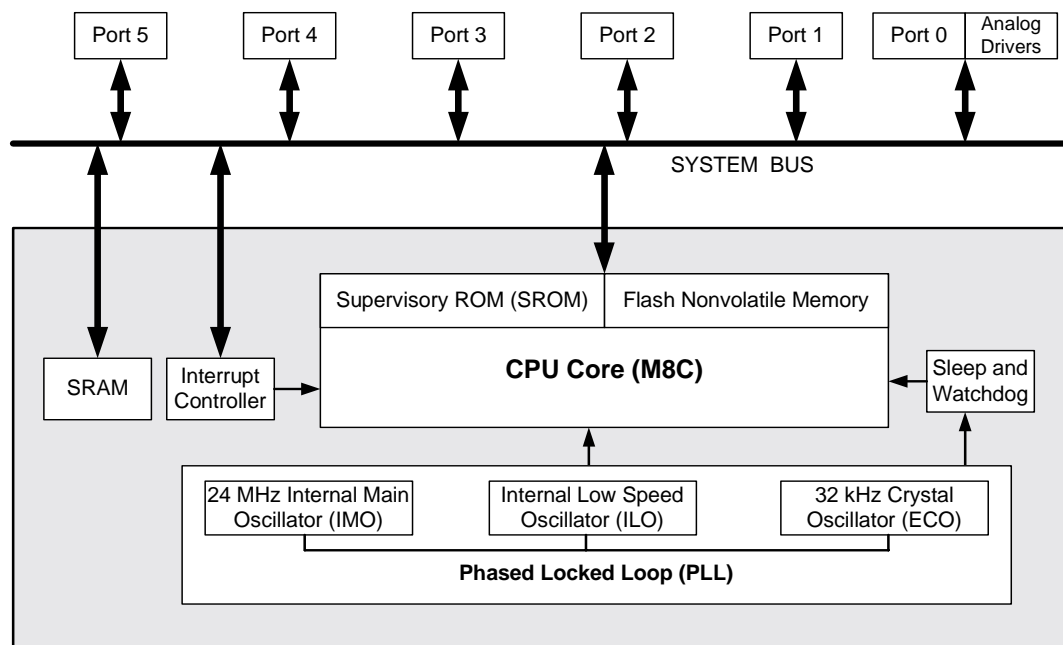 Port 5
Port 4
Port 3
Port 2
Port 1
Port 0
Analog
Drivers
SYSTEM BUS
Supervisory ROM (SROM)
Flash Nonvolatile Memory
CPU Core (M8C)
SRAM
Interrupt
Controller
Sleep and
Watchdog
24 MHz Internal Main
Oscillator (IMO)
Internal Low Speed
Oscillator (ILO)
32 kHz Crystal
Oscillator (ECO)
Phased Locked Loop (PLL)